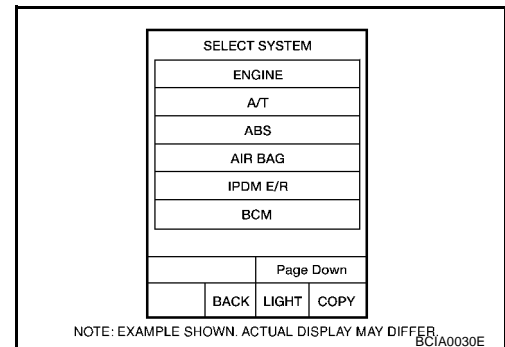 SELECT SYSTEM
ENGINE
A/T
ABS
AIR BAG
IPDM E/R
BCM
Page Down
BACK LIGHT COPY
NOTE: EXAMPLE SHOWN. ACTUAL DISPLAY MAY DIFFER.
BCIA0030E